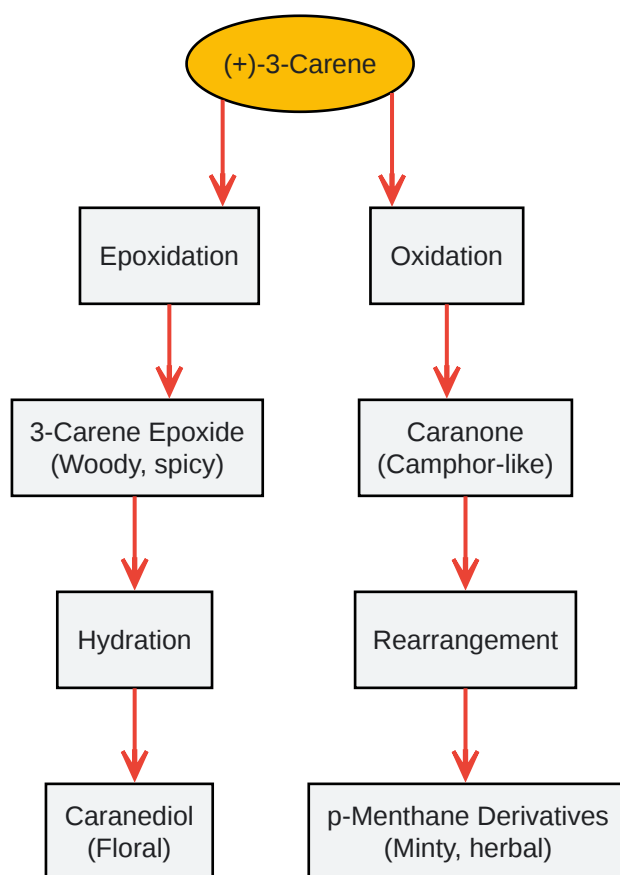 (+)-3-Carene
Epoxidation
Oxidation
3-Carene Epoxide
(Woody, spicy)
Caranone
(Camphor-like)
Hydration
Rearrangement
Caranediol
(Floral)
p-Menthane Derivatives
(Minty, herbal)